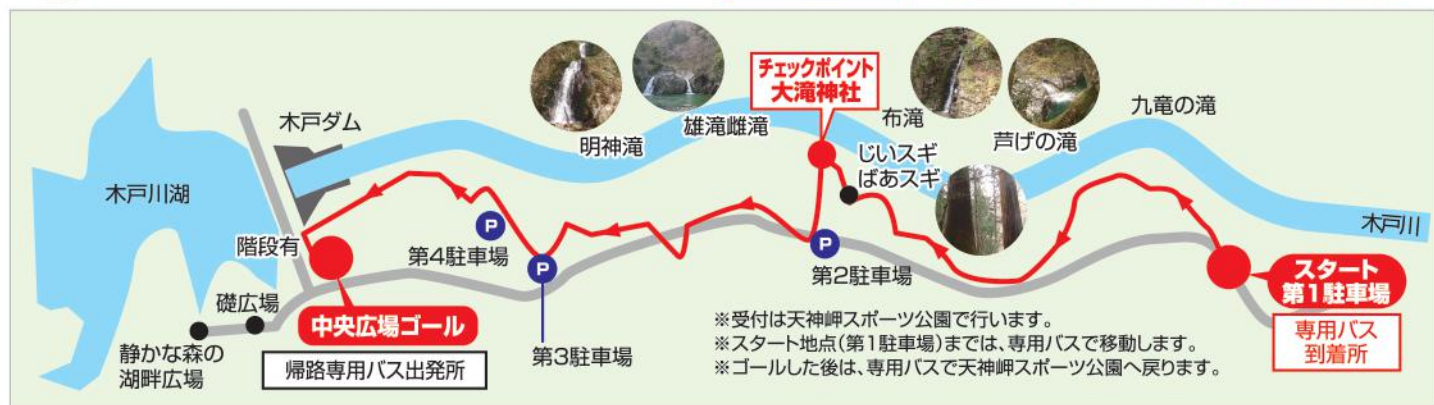 チェックポイント
大滝神社
九竜の滝
布滝
芦げの滝
木戸ダム
雄滝雌滝
明神滝
じいスギ
ばあスギ
木戸川湖
木戸川
階段有
P
第4駐車場
P
第2駐車場
P
第3駐車場
スタート
第1駐車場
専用バス
到着所
礎広場
中央広場ゴール
静かな森の
湖畔広場
帰路専用バス出発所
※受付は天神岬スポーツ公園で行います。
※スタート地点(第1駐車場)までは、専用バスで移動します。
※ゴールした後は、専用バスで天神岬スポーツ公園へ戻ります。